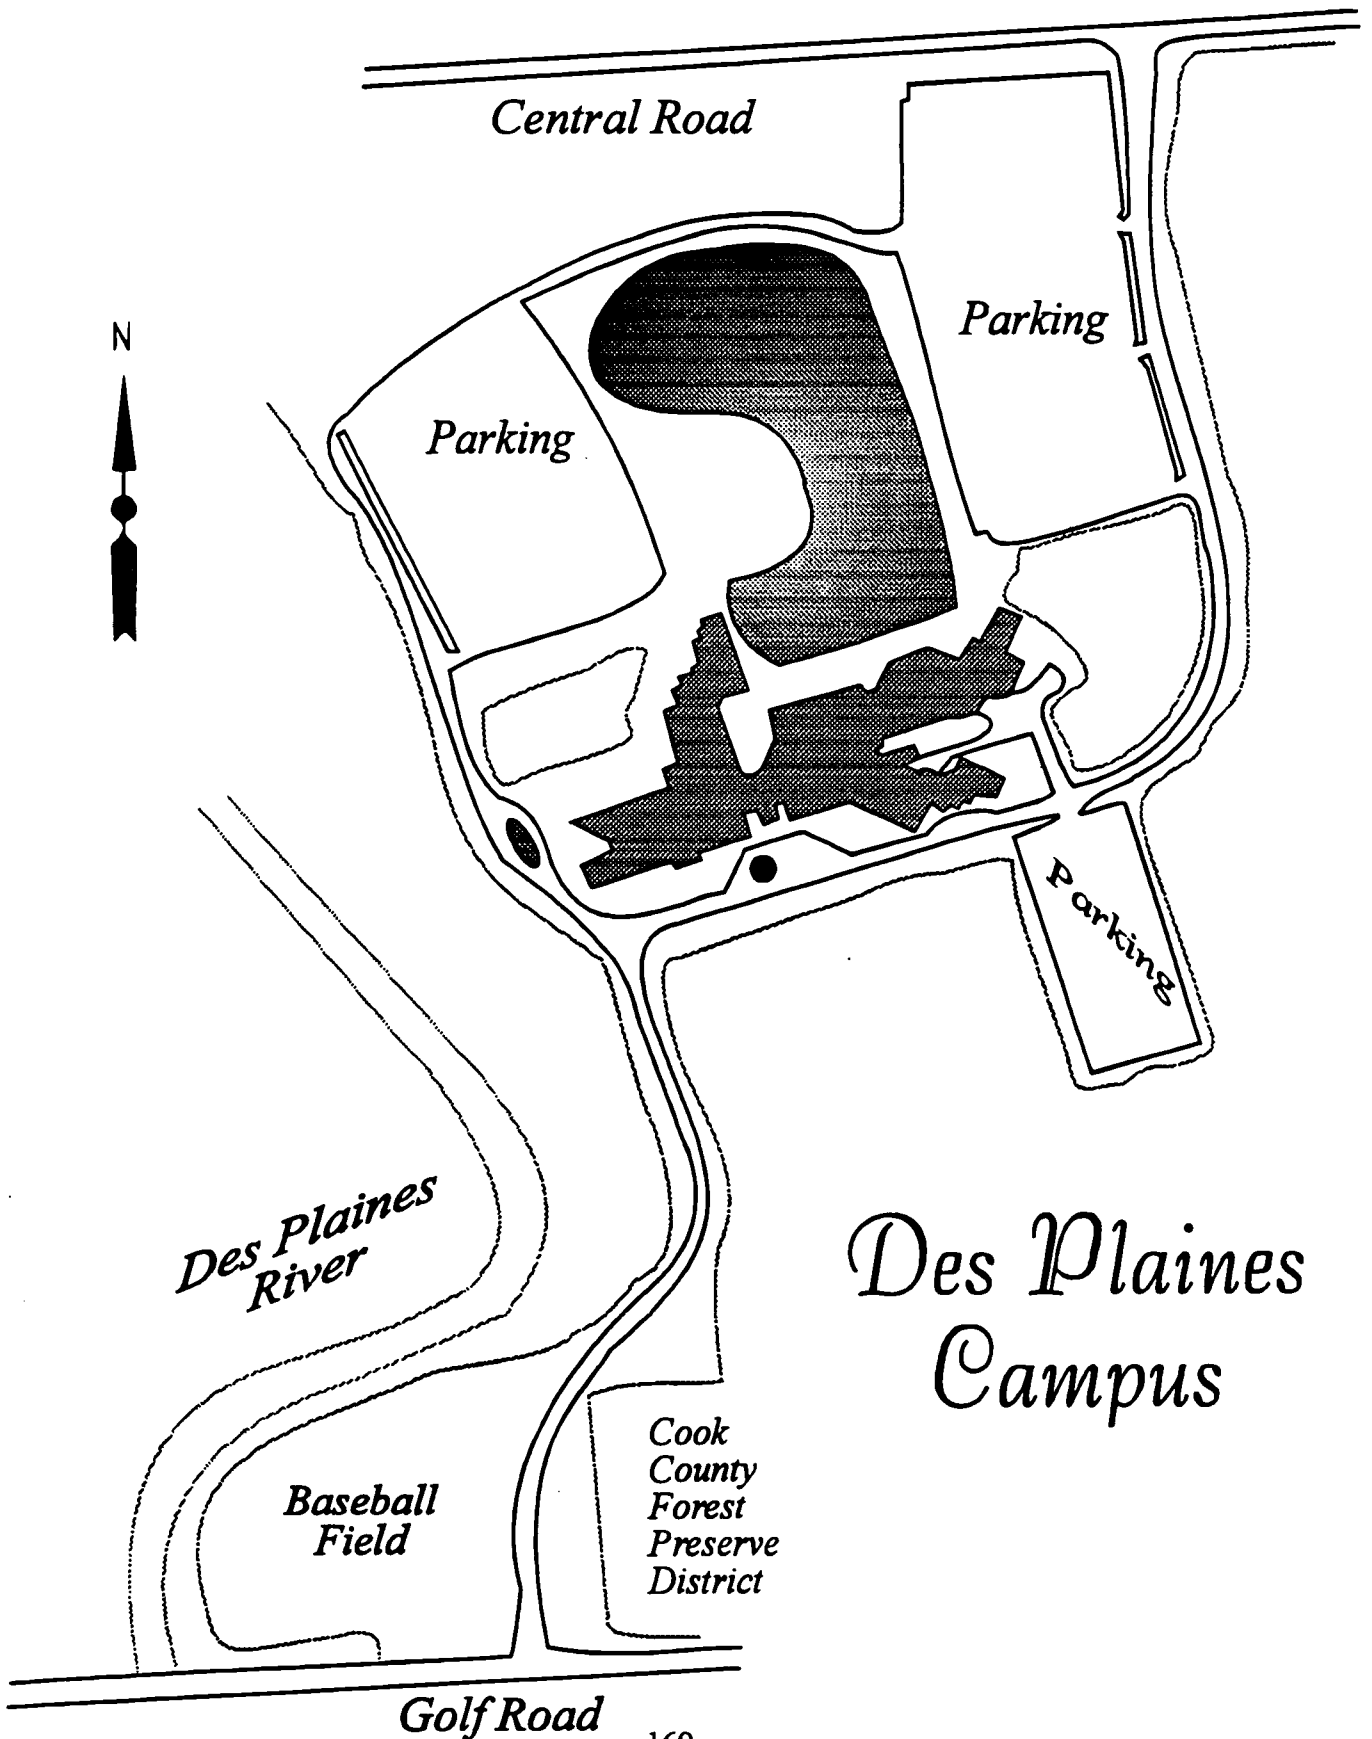 Central Road
Parking
N
Parking
Parking
Des Plaines
River
Des Plaines
Campus
Cook
County
Forest
Preserve
District
Baseball
Field
Golf Road